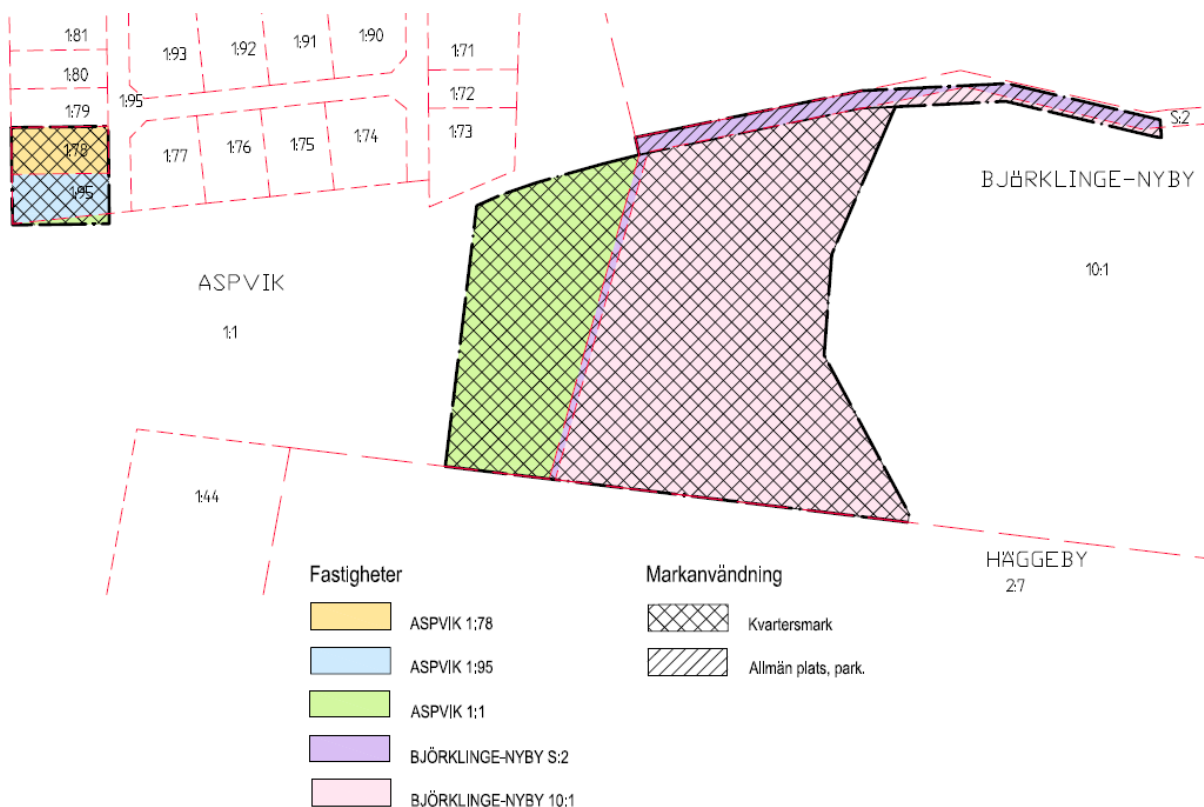 1:81
1:80
1:79
1:78
1:95
1:95
1:93
1:92
1:91
1:90
1:77
1:76
1:75
1:74
1:71
1:72
1:73
S:2
BJÖRKLINGE-NYBY
10:1
ASPVIK
1:1
1:44
HÄGGEBY
2:7
Fastigheter
ASPVIK 1:78
ASPVIK 1:95
ASPVIK 1:1
BJÖRKLINGE-NYBY S:2
BJÖRKLINGE-NYBY 10:1
Markanvändning
Kvartersmark
Allmän plats, park.